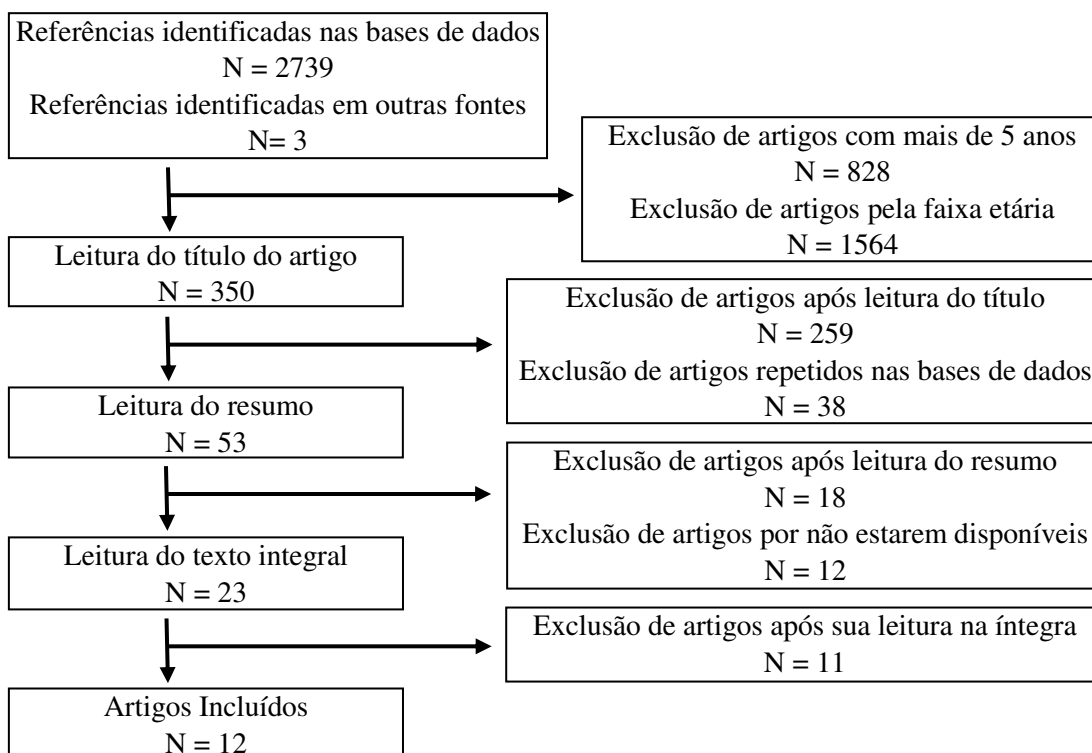 Referências identificadas nas bases de dados
N = 2739
Referências identificadas em outras fontes
N= 3
Exclusão de artigos com mais de 5 anos
N = 828
Exclusão de artigos pela faixa etária
N = 1564
Leitura do título do artigo
N = 350
Exclusão de artigos após leitura do título
N = 259
Exclusão de artigos repetidos nas bases de dados
N = 38
Leitura do resumo
N = 53
Exclusão de artigos após leitura do resumo
N = 18
Exclusão de artigos por não estarem disponíveis
N = 12
Leitura do texto integral
N = 23
Exclusão de artigos após sua leitura na íntegra
N = 11
Artigos Incluídos
N = 12